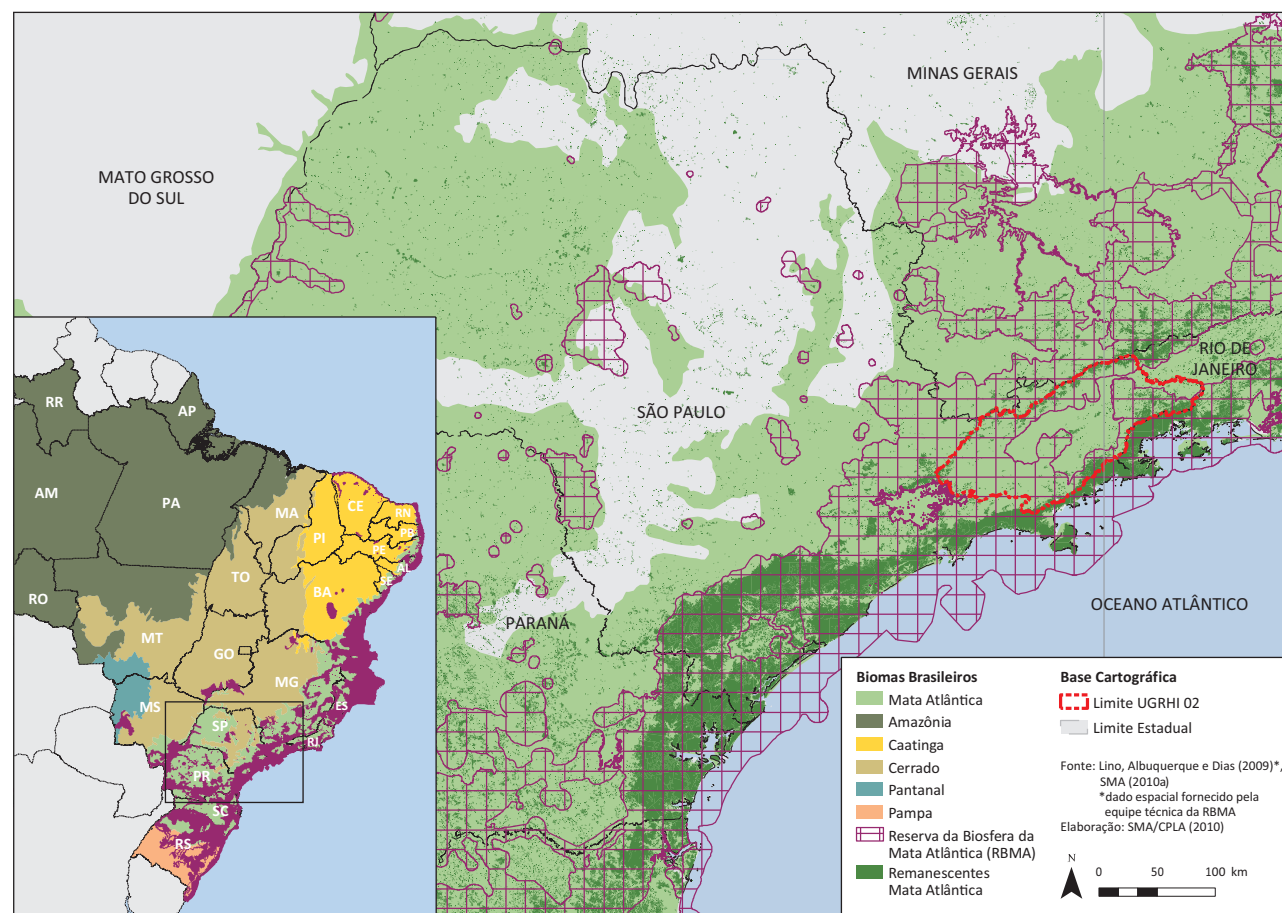 MINAS GERAIS
MATO GROSSO
DO SUL
RIO DE
JANEIRO
SÃO PAULO
PARANÁ
OCEANO ATLÂNTICO
RR
AP
AM
PA
MA
CE
RN
PB
PI
PE
AL
SE
TO
BA
RO
MT
GO
MG
MS
ES
SP
RJ
PR
SC
RS
Biomas Brasileiros
Mata Atlântica
Amazônia
Caatinga
Cerrado
Pantanal
Pampa
Reserva da Biosfera da
Mata Atlântica (RBMA)
Remanescentes
Mata Atlântica
Base Cartográfica
Limite UGRHI 02
Limite Estadual
Fonte: Lino, Albuquerque e Dias (2009)*,
SMA (2010a)
*dado espacial fornecido pela
equipe técnica da RBMA
Elaboração: SMA/CPLA (2010)
N
0 50 100 km